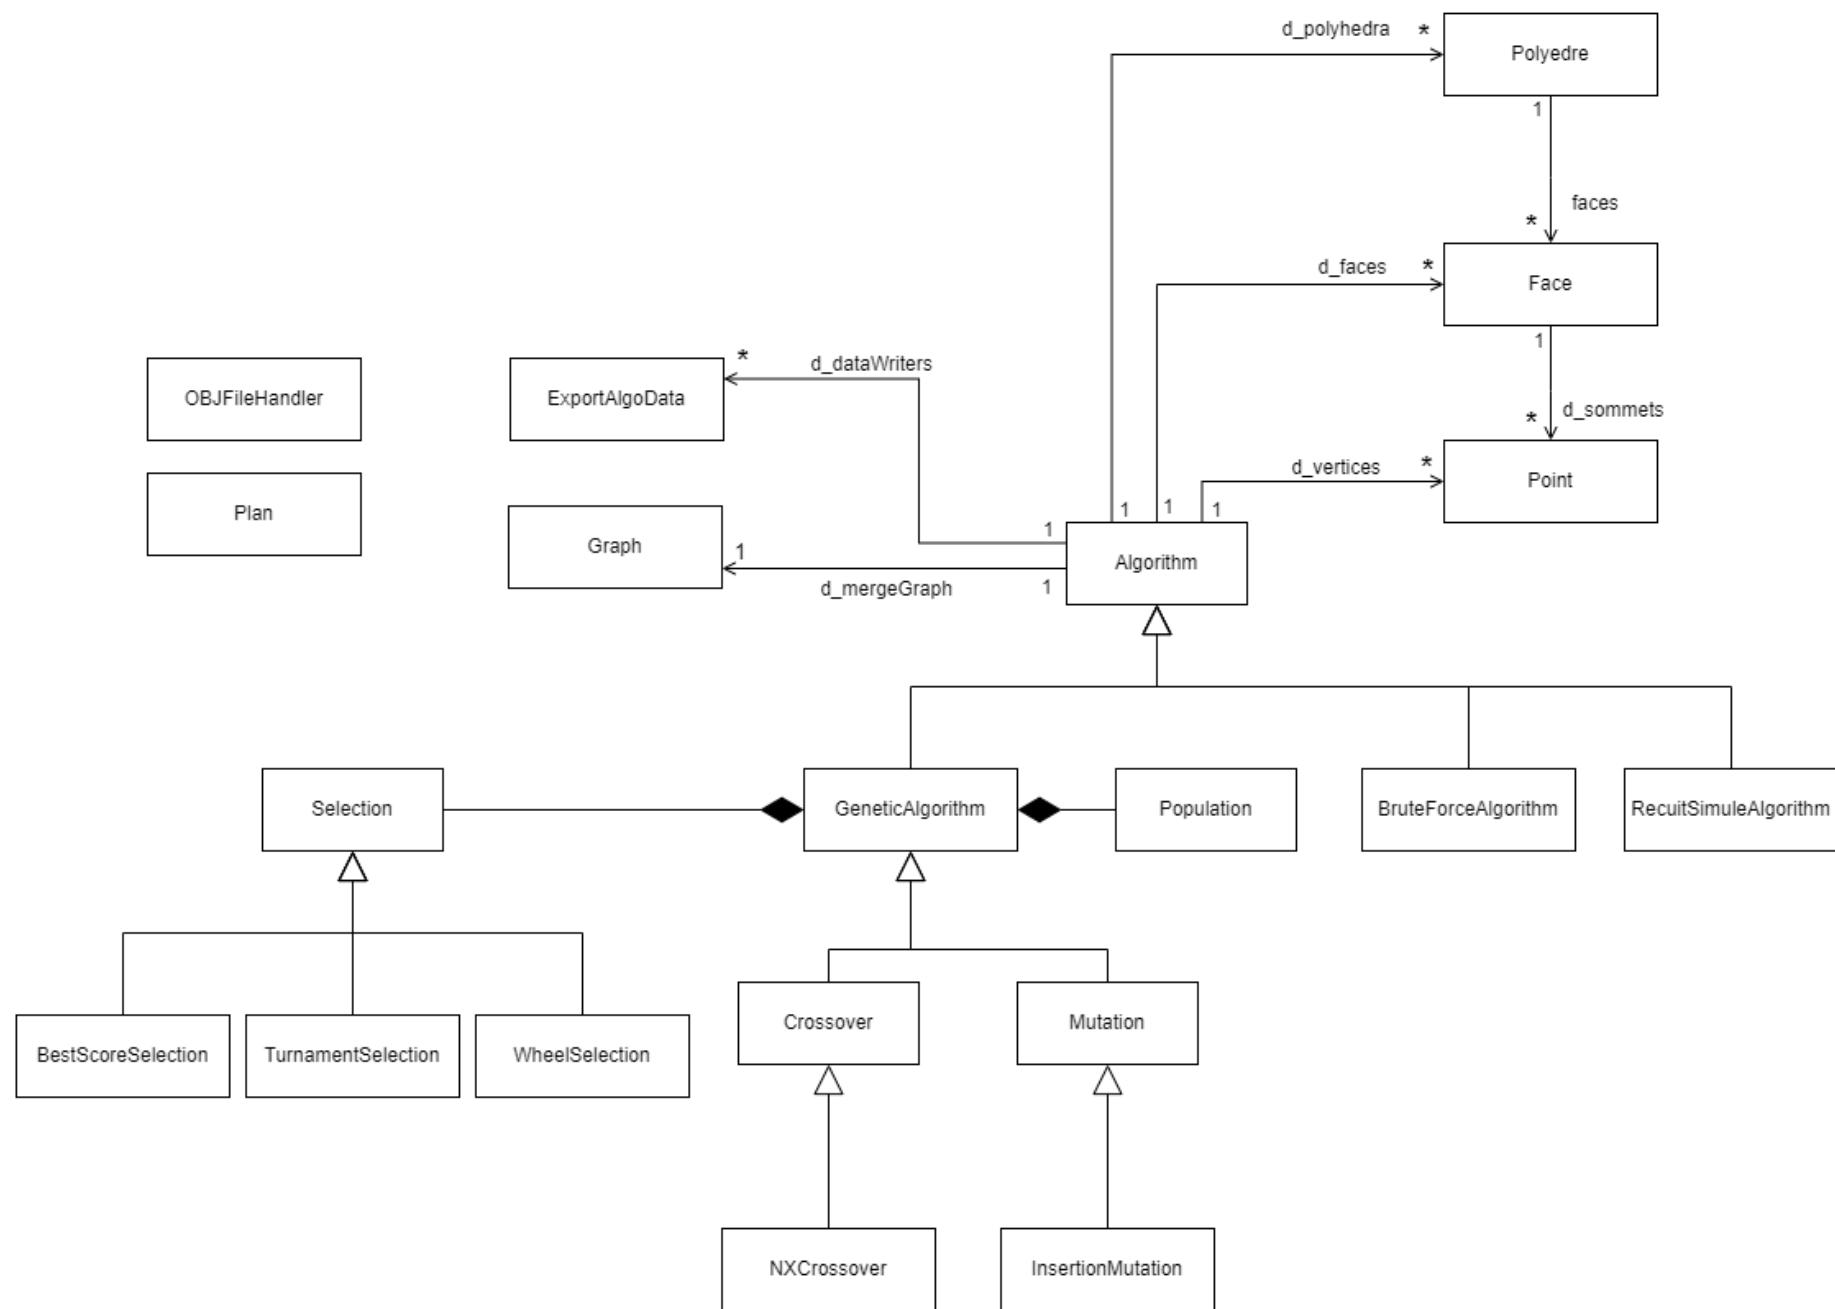 d_polyhedra
*
Polyedre
1
faces
*
d_faces
*
Face
1
d_sommets
*
d_vertices
*
Point
OBJFileHandler
ExportAlgoData
*
d_dataWriters
Plan
Graph
1
d_mergeGraph
1
1
1
1
1
Algorithm
Selection
GeneticAlgorithm
Population
BruteForceAlgorithm
RecuitSimuleAlgorithm
BestScoreSelection
TurnamentSelection
WheelSelection
Crossover
Mutation
NXCrossover
InsertionMutation